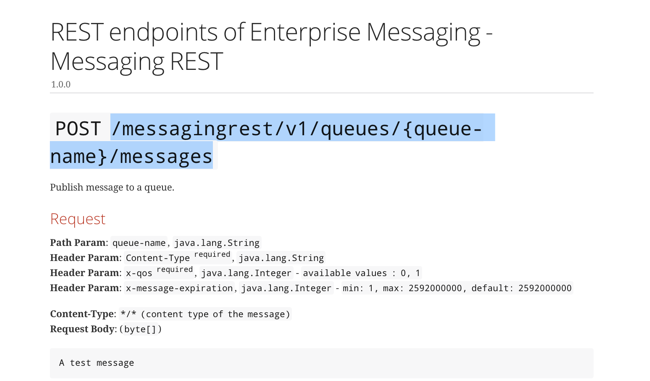 REST endpoints of Enterprise Messaging -
Messaging REST
1.0.0
POST /messagingrest/v1/queues/{queue-
name}/messages
Publish message to a queue.
Request
Path Param: queue-name, java.lang.String
Header Param: Content-Type required, java.lang.String
Header Param: x-qos required, java.lang.Integer - available values : 0, 1
Header Param: x-message-expiration, java.lang.Integer - min: 1, max: 2592000000, default: 2592000000
Content-Type: */* (content type of the message)
Request Body: (byte[])
A test message